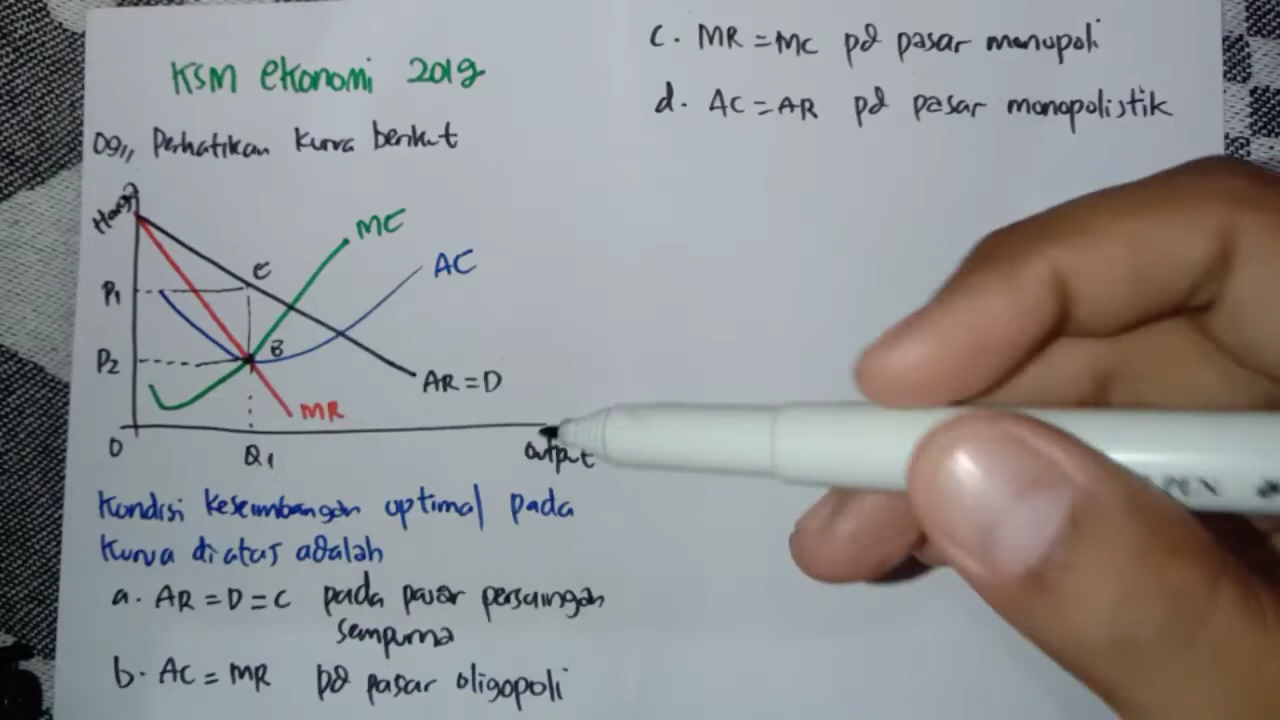 KSM ekonomi 2019
09,, Perhatikan kurva berikut
Harga
MC
AC
C
P1
B
P2
AR = D
MR
0
Q1
Output
Kondisi keseimbangan optimal pada
kurva diatas adalah
a. AR = D = C pada pasar persaingan
sempurna
b. AC = MR pd pasar oligopoli
c. MR = MC pd pasar monopoli
d. AC = AR pd pasar monopolistik